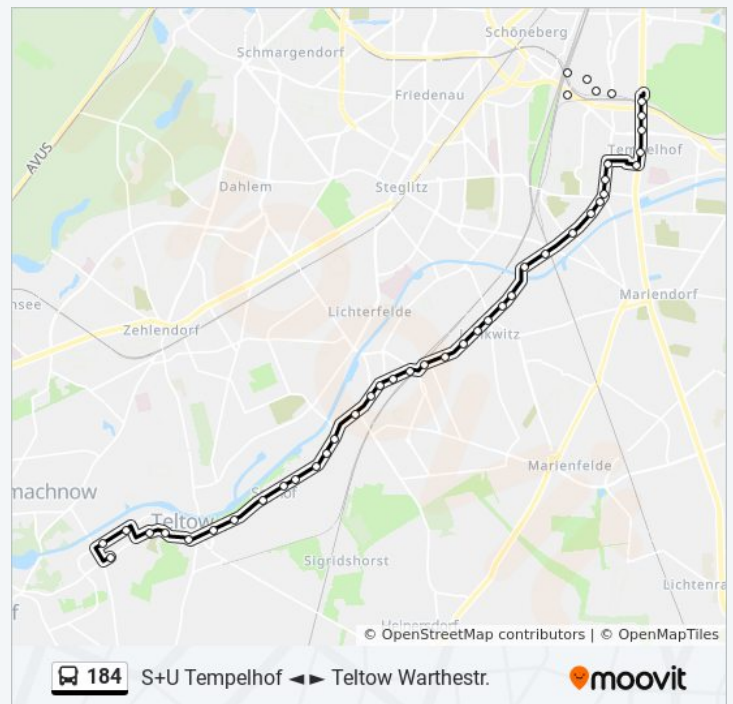 Schöneberg
Schmargendorf
Friedenau
AVUS
Tempelhof
Dahlem
Steglitz
Mariendorf
nsee
Lichterfelde
Zehlendorf
Marienfelde
machnow
Teltow
Sigridshorst
Lichtenra
f
© OpenStreetMap contributors | © OpenMapTiles
184 S+U Tempelhof ◄► Teltow Warthestr.
moovit